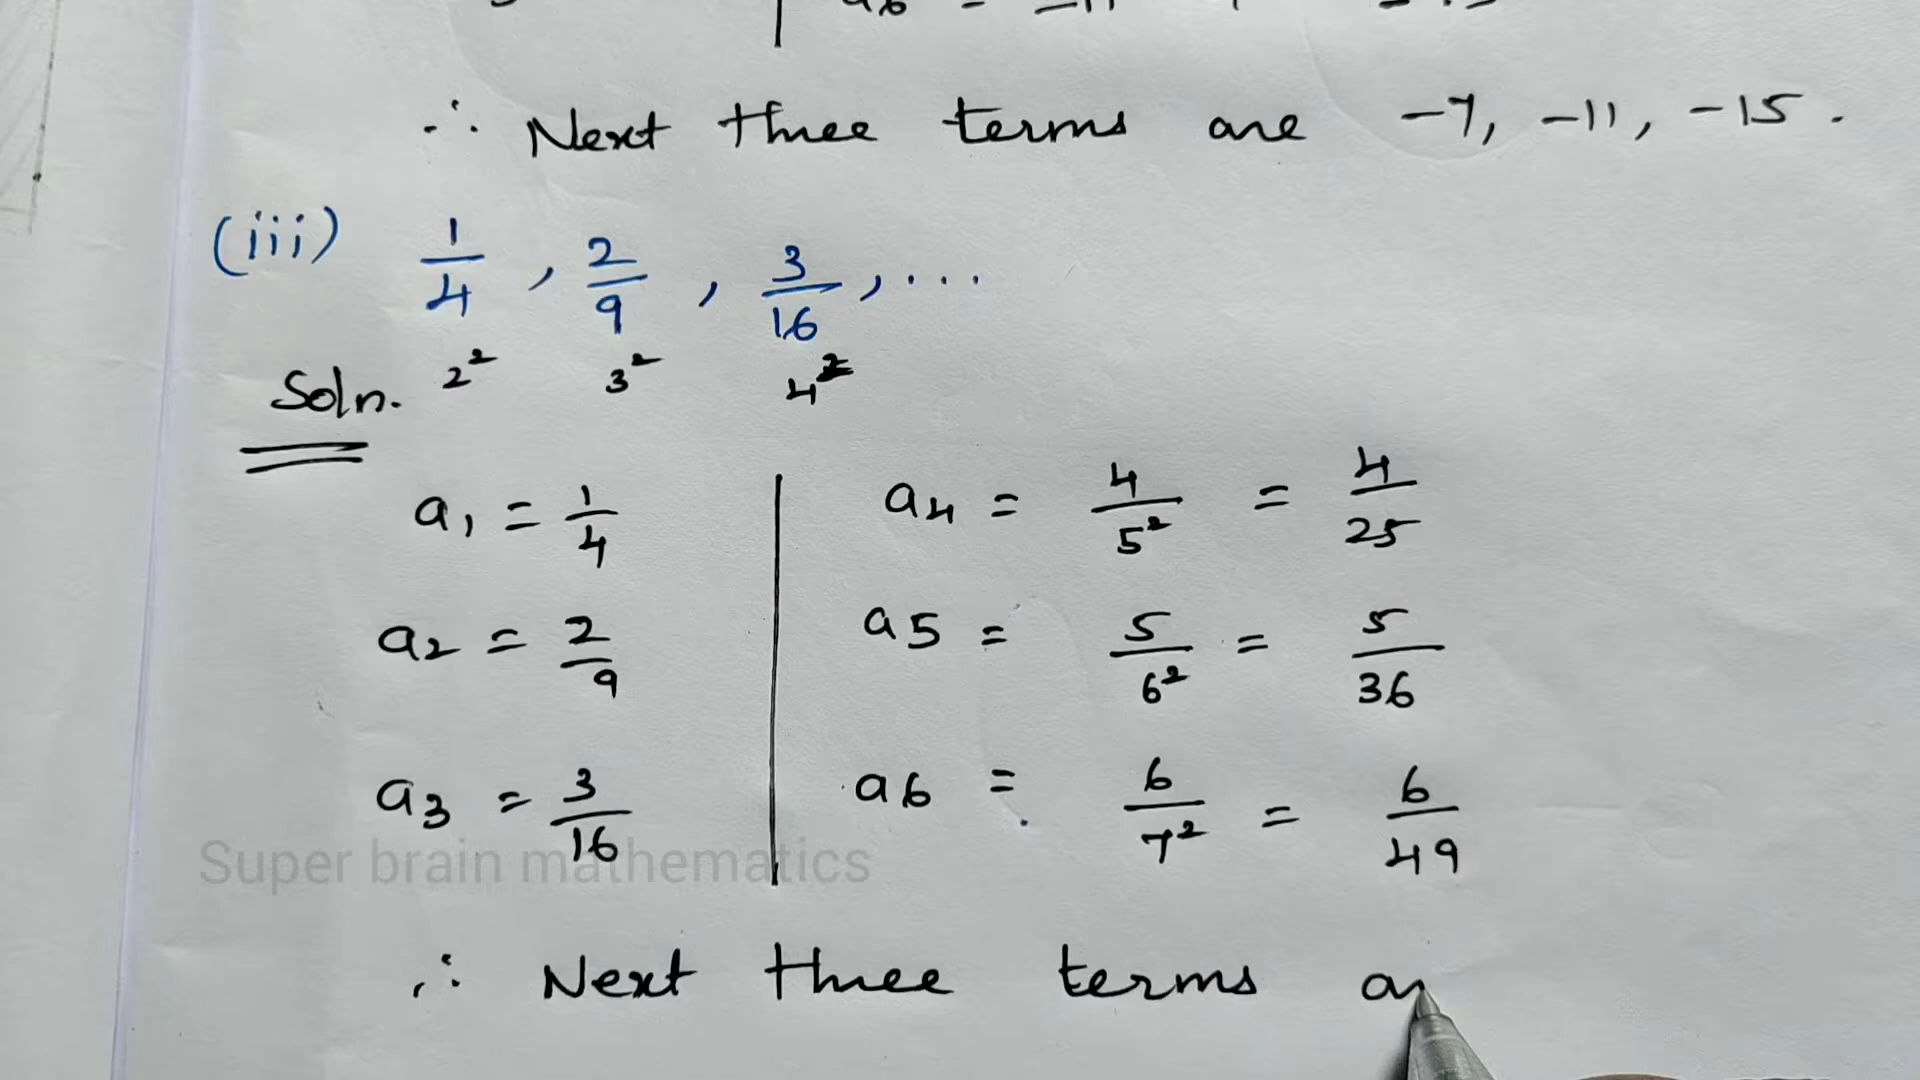 ∴ Next three terms are -7, -11, -15.
(iii) 1/4, 2/9, 3/16, ...
Soln. 2² 3² 4²
a₁ = 1/4
a₂ = 2/9
a₃ = 3/16
a₄ = 4/5² = 4/25
a₅ = 5/6² = 5/36
a₆ = 6/7² = 6/49
Super brain mathematics
∴ Next three terms